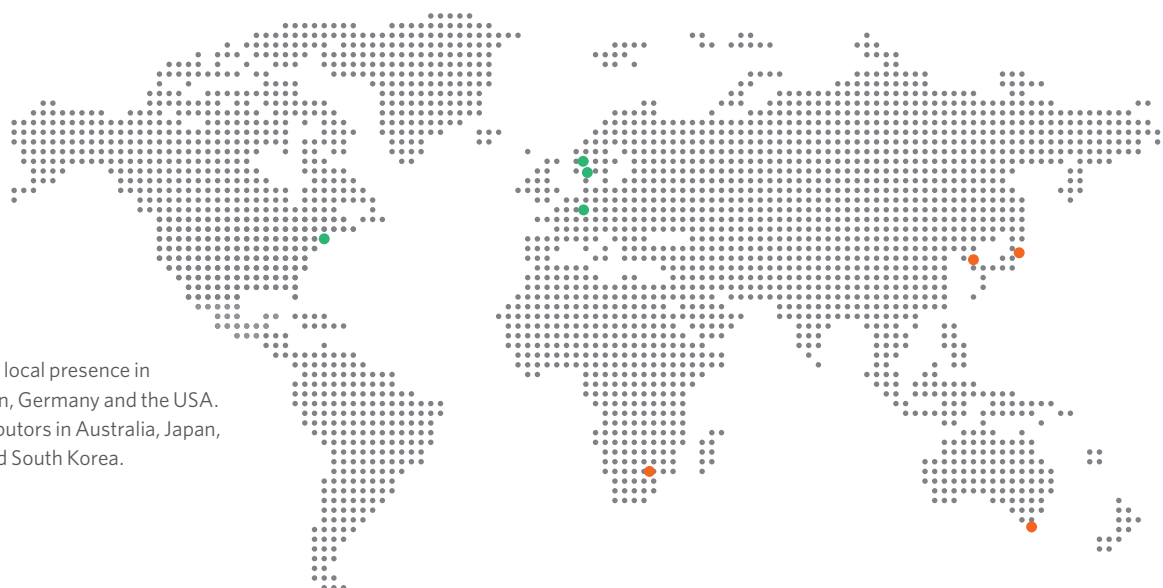 local presence in
n, Germany and the USA.
butors in Australia, Japan,
d South Korea.